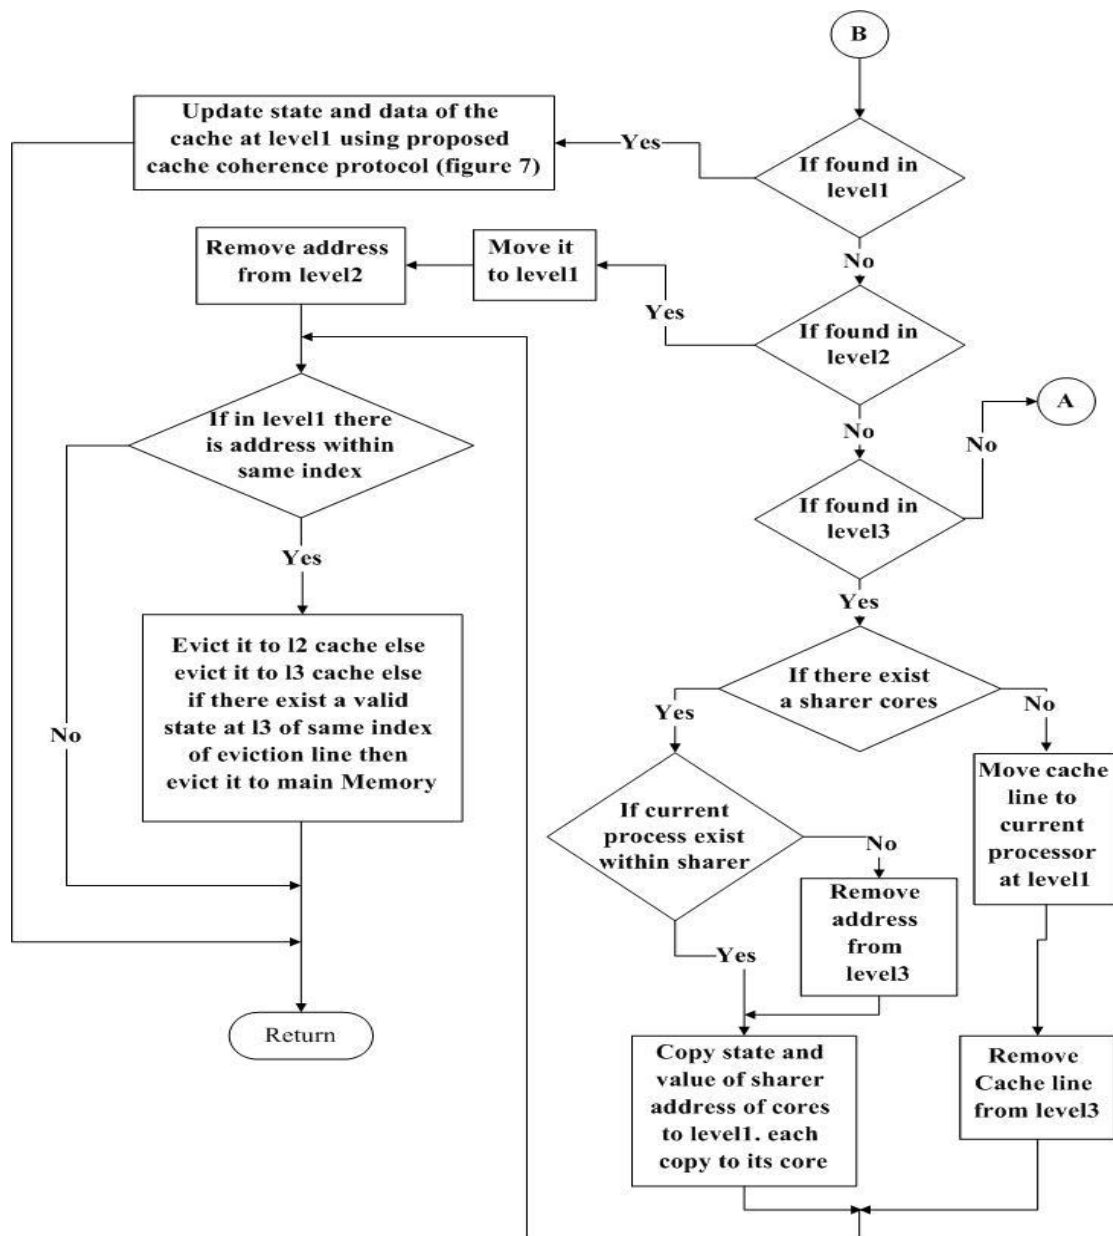 B
Update state and data of the
cache at level1 using proposed
cache coherence protocol (figure 7)
Yes
If found in
level1
No
Remove address
from level2
Move it
to level1
Yes
If found in
level2
No
A
No
If in level1 there
is address within
same index
If found in
level3
Yes
Yes
Evict it to l2 cache else
evict it to l3 cache else
if there exist a valid
state at l3 of same index
of eviction line then
evict it to main Memory
No
If there exist
a sharer cores
Yes
No
Move cache
line to
current
processor
at level1
If current
process exist
within sharer
No
Remove
address
from
level3
Yes
Return
Copy state and
value of sharer
address of cores
to level1. each
copy to its core
Remove
Cache line
from level3